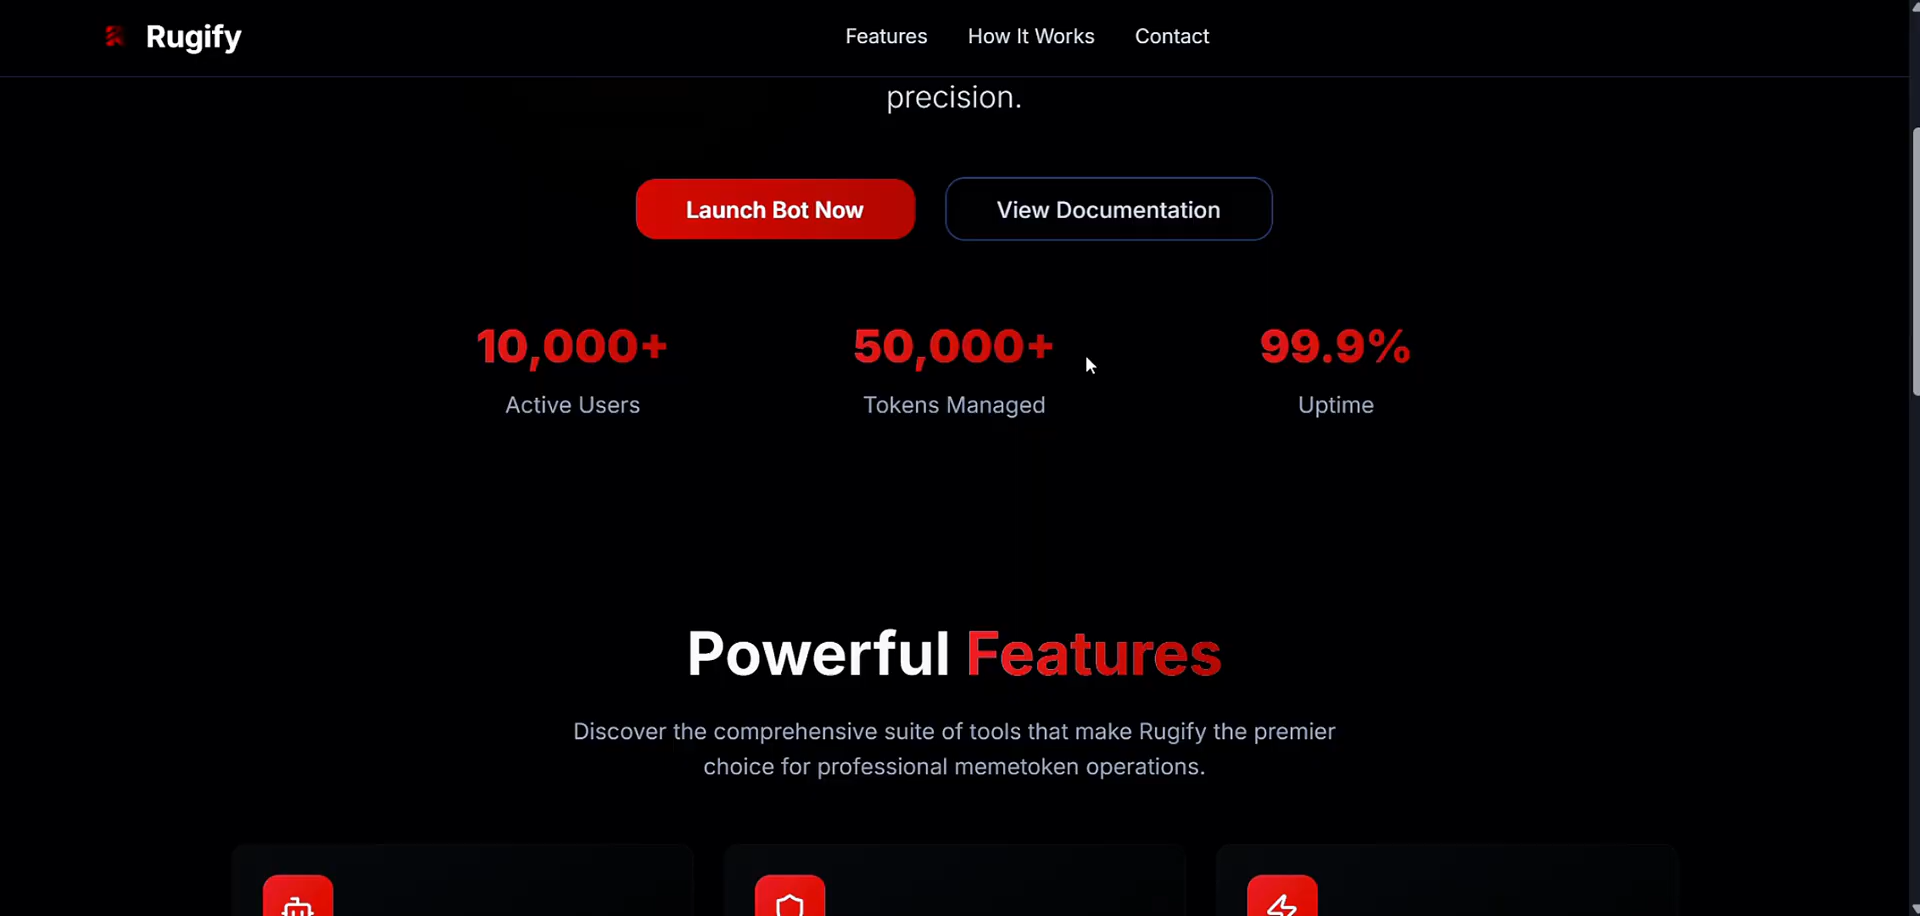 Rugify
Features
How It Works
Contact
precision.
Launch Bot Now
View Documentation
10,000+
50,000+
99.9%
Active Users
Tokens Managed
Uptime
Powerful Features
Discover the comprehensive suite of tools that make Rugify the premier
choice for professional memetoken operations.